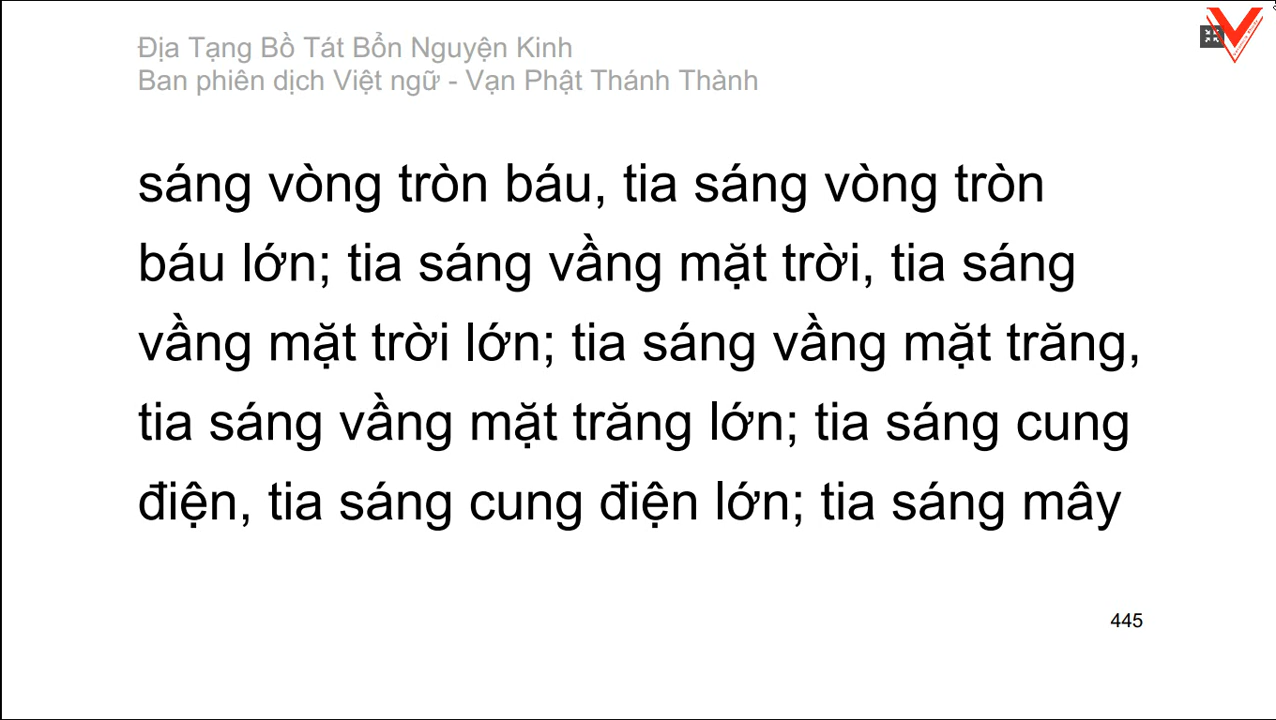 Địa Tạng Bồ Tát Bổn Nguyện Kinh
Ban phiên dịch Việt ngữ - Vạn Phật Thánh Thành
sáng vòng tròn báu, tia sáng vòng tròn
báu lớn; tia sáng vầng mặt trời, tia sáng
vầng mặt trời lớn; tia sáng vầng mặt trăng,
tia sáng vầng mặt trăng lớn; tia sáng cung
điện, tia sáng cung điện lớn; tia sáng mây
445